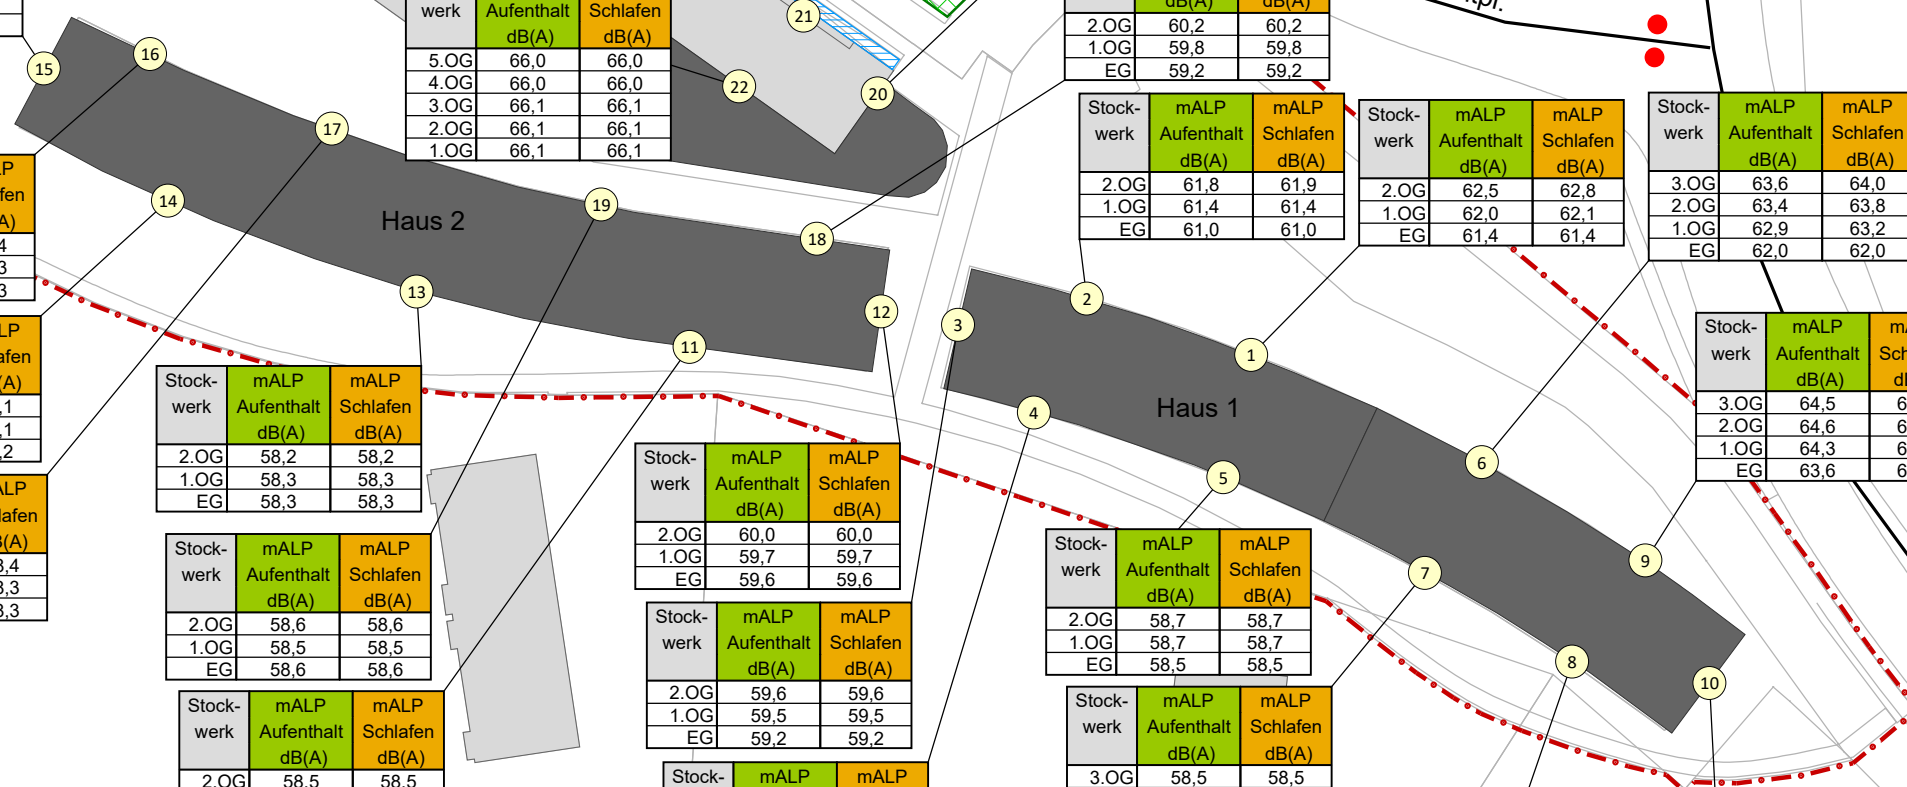 werk Aufenthalt Schlafen
dB(A) dB(A)
5.OG 66,0 66,0
4.OG 66,0 66,0
3.OG 66,1 66,1
2.OG 66,1 66,1
1.OG 66,1 66,1
dB(A) dB(A)
2.OG 60,2 60,2
1.OG 59,8 59,8
EG 59,2 59,2
Stock- mALP mALP
werk Aufenthalt Schlafen
dB(A) dB(A)
2.OG 61,8 61,9
1.OG 61,4 61,4
EG 61,0 61,0
Stock- mALP mALP
werk Aufenthalt Schlafen
dB(A) dB(A)
2.OG 62,5 62,8
1.OG 62,0 62,1
EG 61,4 61,4
Stock- mALP mALP
werk Aufenthalt Schlafen
dB(A) dB(A)
3.OG 63,6 64,0
2.OG 63,4 63,8
1.OG 62,9 63,2
EG 62,0 62,0
Stock- mALP
werk Aufenthalt
dB(A)
3.OG 64,5
2.OG 64,6
1.OG 64,3
EG 63,6
15
16
17
14
Haus 2
19
18
13
12
11
21
22
20
3
2
1
4
Haus 1
5
6
7
9
8
10
Stock- mALP mALP
werk Aufenthalt Schlafen
dB(A) dB(A)
2.OG 58,2 58,2
1.OG 58,3 58,3
EG 58,3 58,3
Stock- mALP mALP
werk Aufenthalt Schlafen
dB(A) dB(A)
2.OG 58,6 58,6
1.OG 58,5 58,5
EG 58,6 58,6
Stock- mALP mALP
werk Aufenthalt Schlafen
dB(A) dB(A)
2.OG 58,5 58,5
Stock- mALP mALP
werk Aufenthalt Schlafen
dB(A) dB(A)
2.OG 60,0 60,0
1.OG 59,7 59,7
EG 59,6 59,6
Stock- mALP mALP
werk Aufenthalt Schlafen
dB(A) dB(A)
2.OG 59,6 59,6
1.OG 59,5 59,5
EG 59,2 59,2
Stock- mALP mALP
Stock- mALP mALP
werk Aufenthalt Schlafen
dB(A) dB(A)
2.OG 58,7 58,7
1.OG 58,7 58,7
EG 58,5 58,5
Stock- mALP mALP
werk Aufenthalt Schlafen
dB(A) dB(A)
3.OG 58,5 58,5